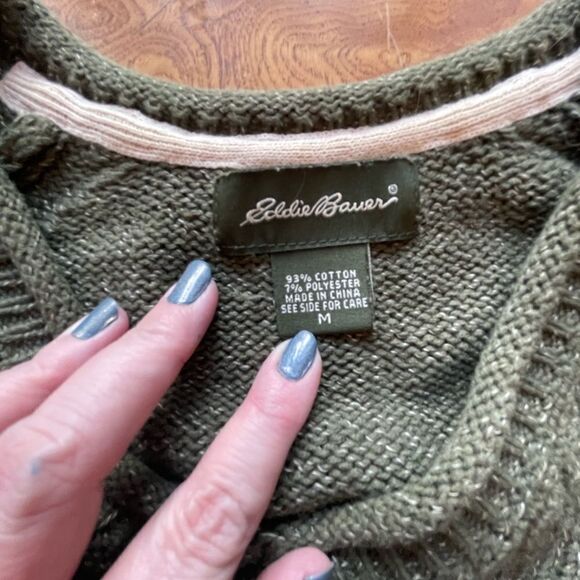 Eddie Bauer®
93% COTTON
7% POLYESTER
MADE IN CHINA
SEE SIDE FOR CARE
M